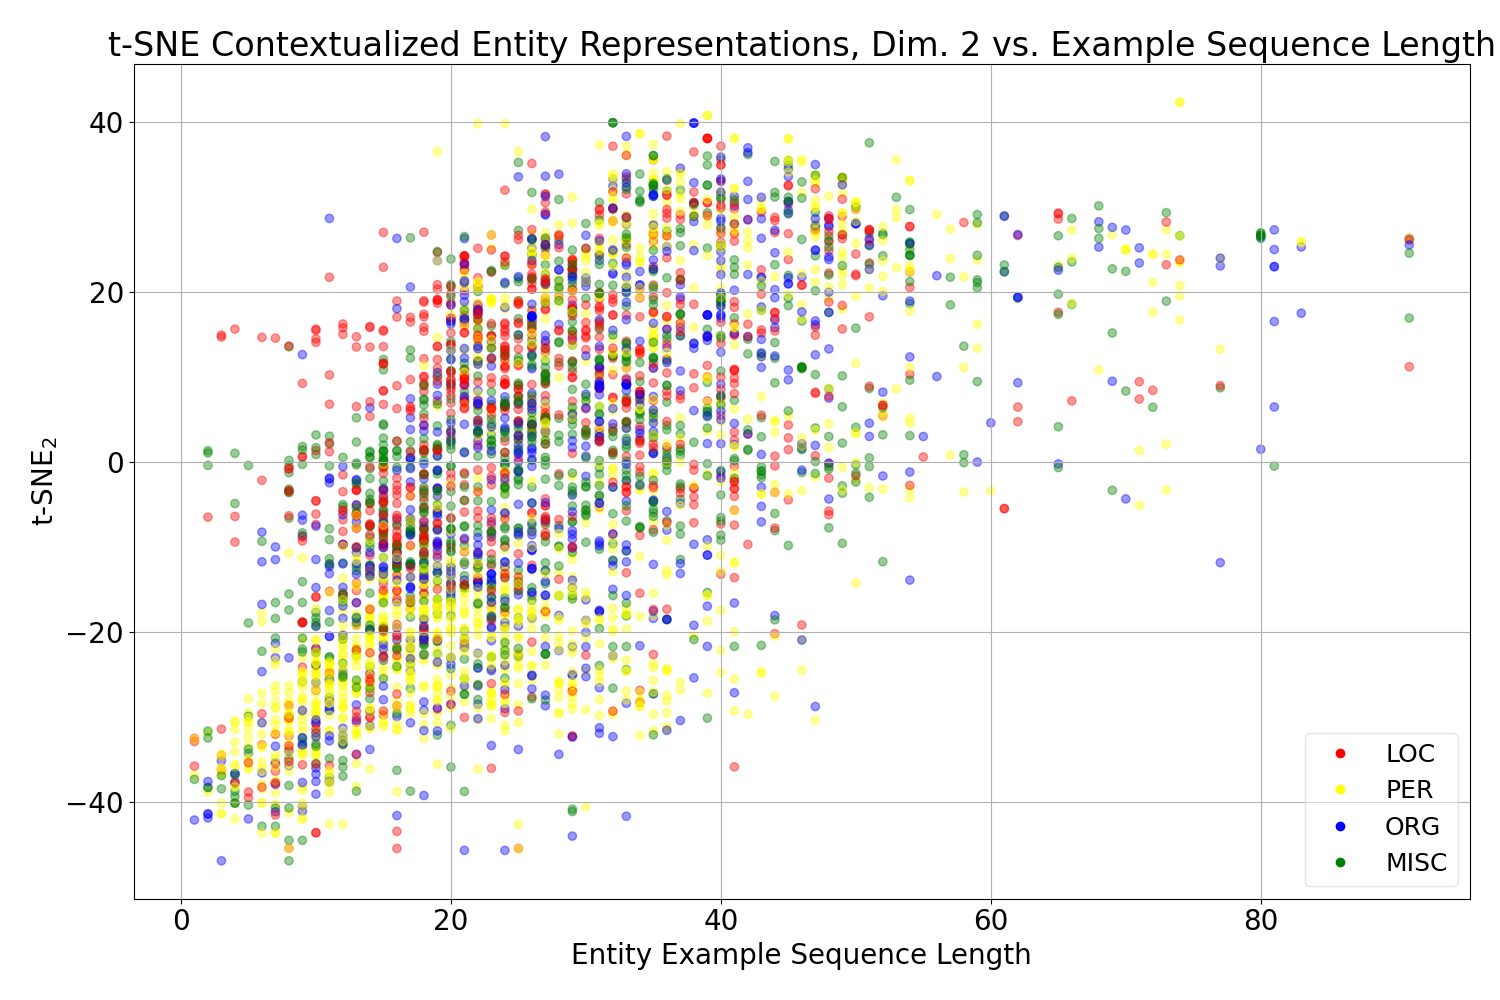 t-SNE Contextualized Entity Representations, Dim. 2 vs. Example Sequence Length
t-SNE₂
40
20
0
−20
−40
0 20 40 60 80
Entity Example Sequence Length
LOC
PER
ORG
MISC